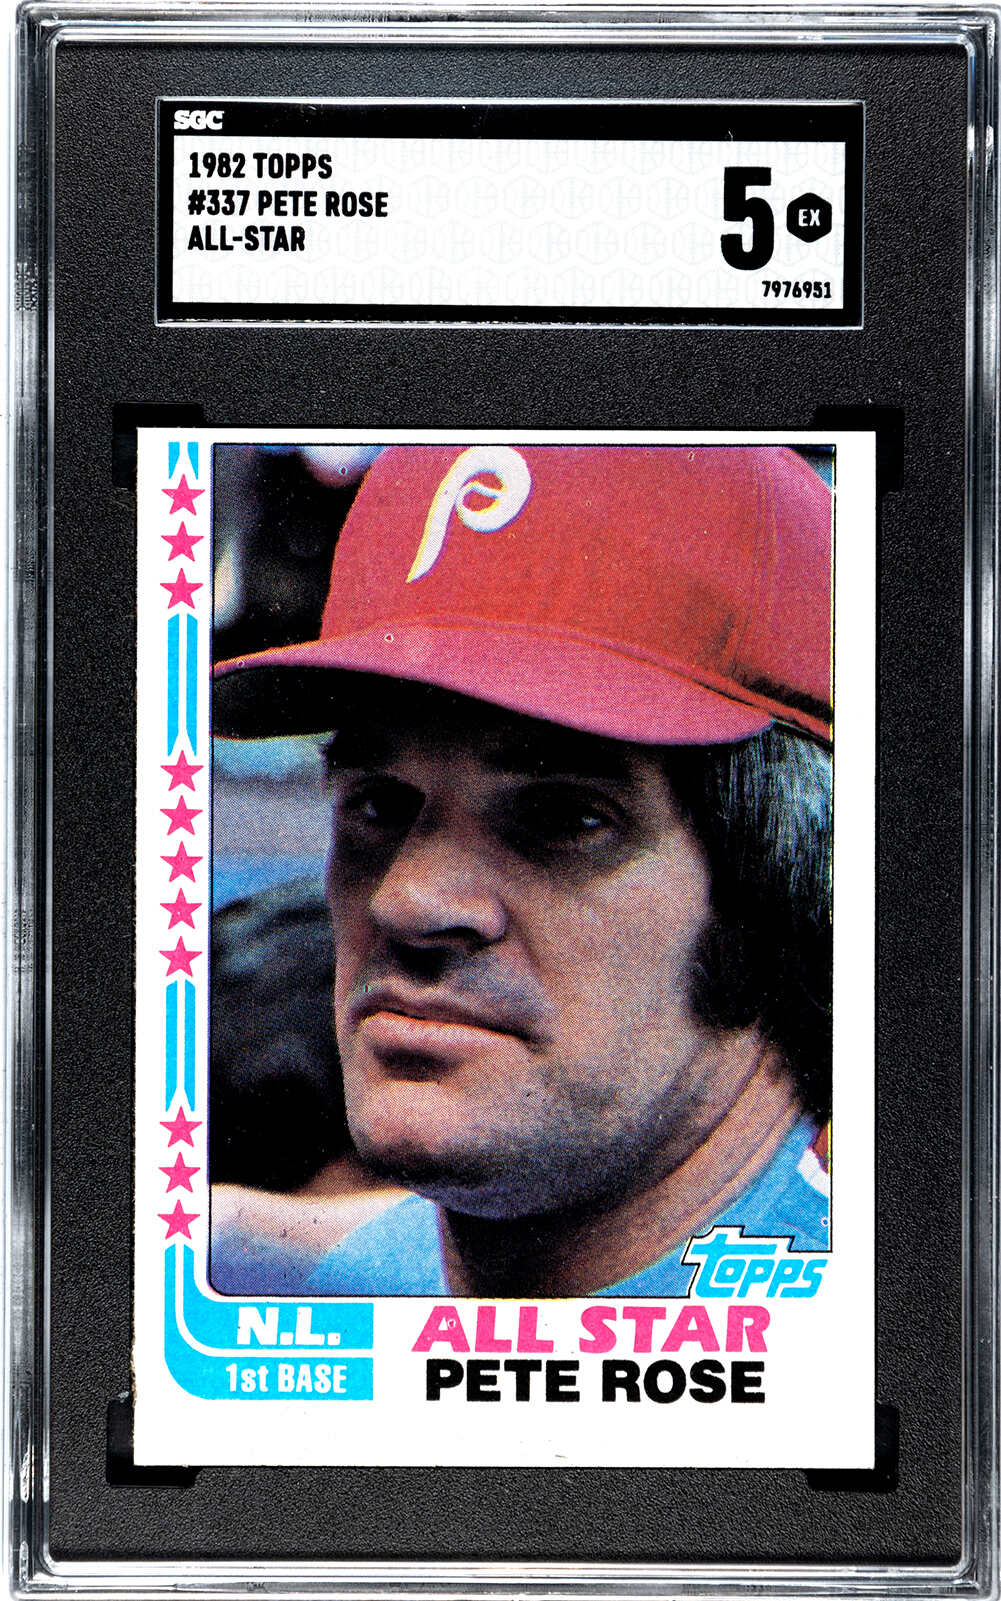 SGC
1982 TOPPS
#337 PETE ROSE
ALL-STAR
5
EX
7976951
P
topps
N.L.
1st BASE
ALL STAR
PETE ROSE